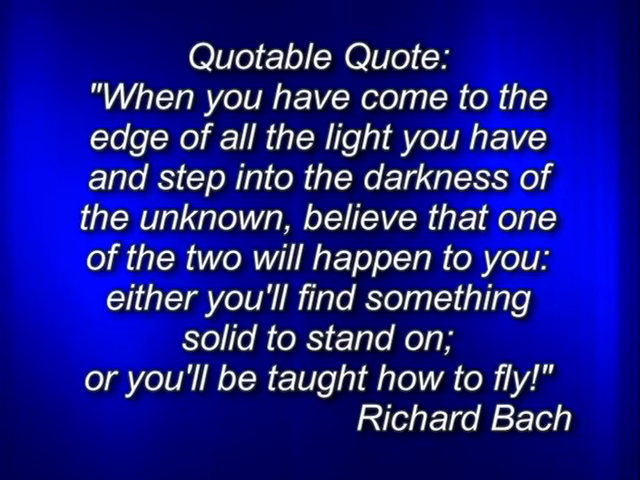 Quotable Quote:
"When you have come to the
edge of all the light you have
and step into the darkness of
the unknown, believe that one
of the two will happen to you:
either you'll find something
solid to stand on;
or you'll be taught how to fly!"
Richard Bach